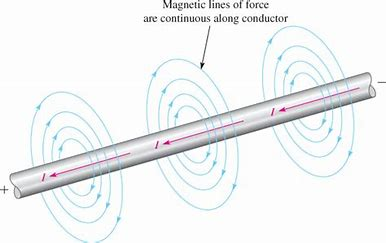 Magnetic lines of force
are continuous along conductor
−
I
I
I
+